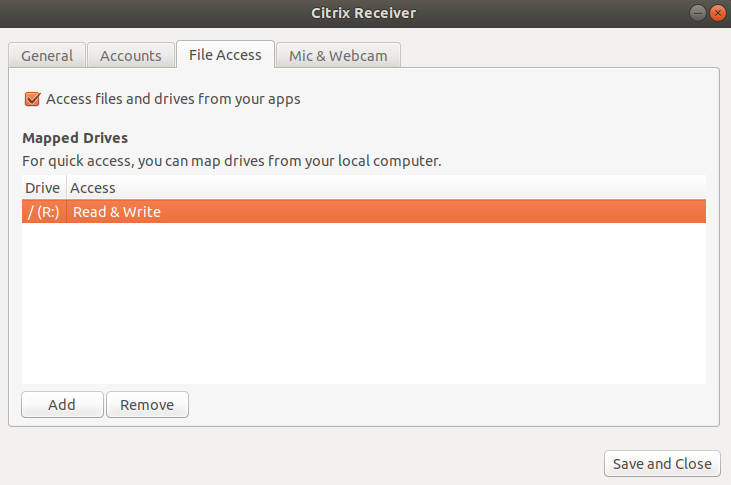 Citrix Receiver
General Accounts File Access Mic & Webcam
Access files and drives from your apps
Mapped Drives
For quick access, you can map drives from your local computer.
Drive Access
/ (R:) Read & Write
Add Remove
Save and Close